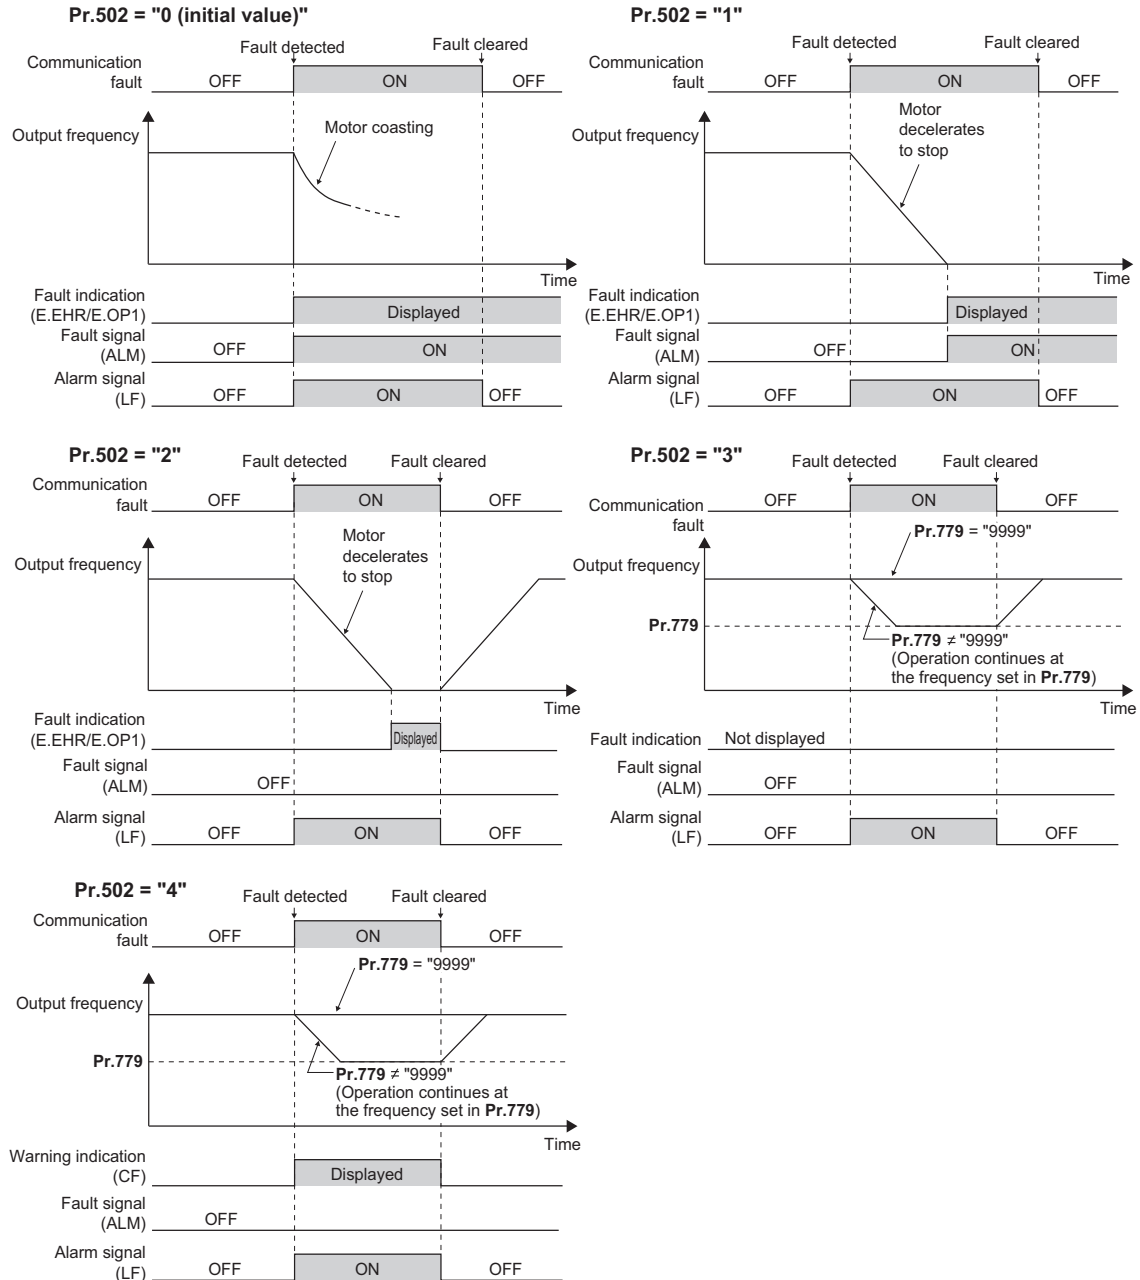 Pr.502 = "0 (initial value)"
Fault detected
Fault cleared
Communication
fault
OFF
ON
OFF
Output frequency
Motor coasting
Time
Fault indication
(E.EHR/E.OP1)
Displayed
Fault signal
(ALM)
OFF
ON
Alarm signal
(LF)
OFF
ON
OFF
Pr.502 = "1"
Fault detected
Fault cleared
Communication
fault
OFF
ON
OFF
Output frequency
Motor
decelerates
to stop
Time
Fault indication
(E.EHR/E.OP1)
Displayed
Fault signal
(ALM)
OFF
ON
Alarm signal
(LF)
OFF
ON
OFF
Pr.502 = "2"
Fault detected
Fault cleared
Communication
fault
OFF
ON
OFF
Output frequency
Motor
decelerates
to stop
Time
Fault indication
(E.EHR/E.OP1)
Displayed
Fault signal
(ALM)
OFF
Alarm signal
(LF)
OFF
ON
OFF
Pr.502 = "3"
Fault detected
Fault cleared
Communication
fault
OFF
ON
OFF
Pr.779 = "9999"
Output frequency
Pr.779
Pr.779 ≠ "9999"
(Operation continues at
the frequency set in Pr.779)
Time
Fault indication
Not displayed
Fault signal
(ALM)
OFF
Alarm signal
(LF)
OFF
ON
OFF
Pr.502 = "4"
Fault detected
Fault cleared
Communication
fault
OFF
ON
OFF
Pr.779 = "9999"
Output frequency
Pr.779
Pr.779 ≠ "9999"
(Operation continues at
the frequency set in Pr.779)
Time
Warning indication
(CF)
Displayed
Fault signal
(ALM)
OFF
Alarm signal
(LF)
OFF
ON
OFF